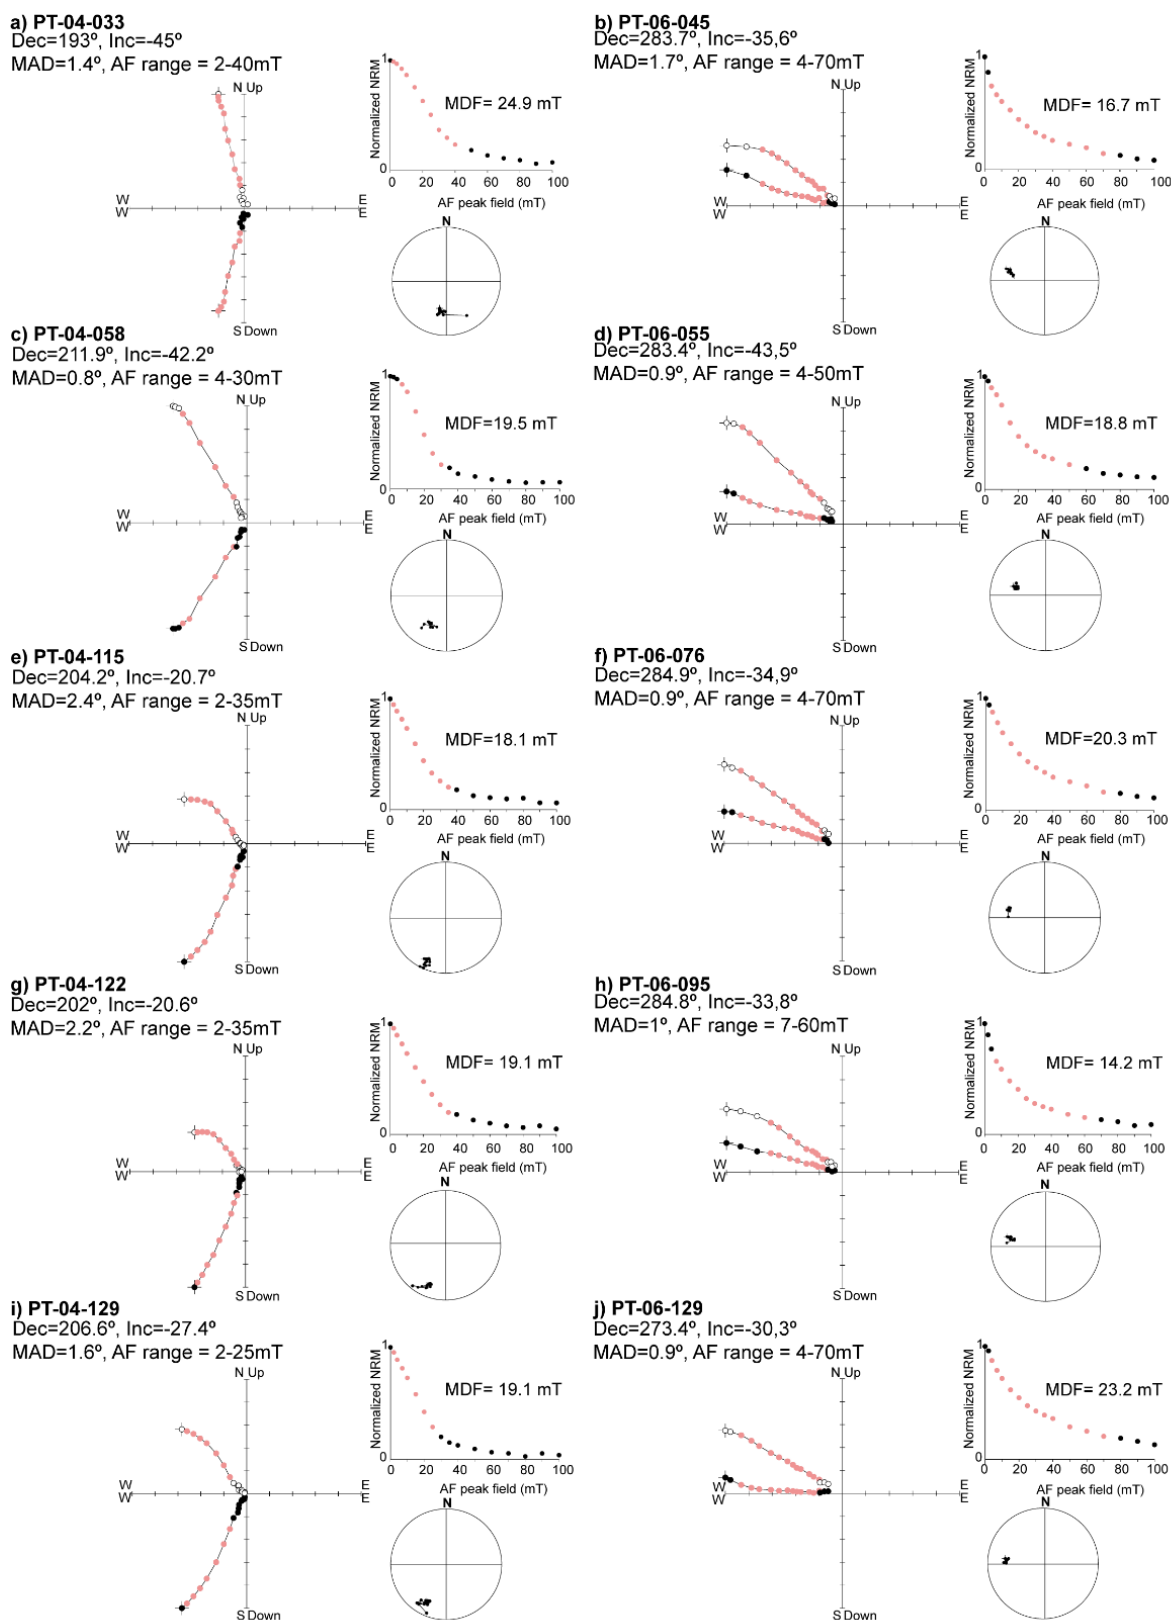 a) PT-04-033
Dec=193º, Inc=-45º
MAD=1.4º, AF range = 2-40mT
N Up
W
W
E
E
S Down
1
Normalized NRM
MDF= 24.9 mT
0
0 20 40 60 80 100
AF peak field (mT)
N
b) PT-06-045
Dec=283.7º, Inc=-35,6º
MAD=1.7º, AF range = 4-70mT
N Up
W
W
E
E
S Down
1
Normalized NRM
MDF= 16.7 mT
0
0 20 40 60 80 100
AF peak field (mT)
N
c) PT-04-058
Dec=211.9º, Inc=-42.2º
MAD=0.8º, AF range = 4-30mT
N Up
W
W
E
E
S Down
1
Normalized NRM
MDF=19.5 mT
0
0 20 40 60 80 100
AF peak field (mT)
N
d) PT-06-055
Dec=283.4º, Inc=-43,5º
MAD=0.9º, AF range = 4-50mT
N Up
W
W
E
E
S Down
1
Normalized NRM
MDF=18.8 mT
0
0 20 40 60 80 100
AF peak field (mT)
N
e) PT-04-115
Dec=204.2º, Inc=-20.7º
MAD=2.4º, AF range = 2-35mT
N Up
W
W
E
E
S Down
1
Normalized NRM
MDF=18.1 mT
0
0 20 40 60 80 100
AF peak field (mT)
N
f) PT-06-076
Dec=284.9º, Inc=-34,9º
MAD=0.9º, AF range = 4-70mT
N Up
W
W
E
E
S Down
1
Normalized NRM
MDF=20.3 mT
0
0 20 40 60 80 100
AF peak field (mT)
N
g) PT-04-122
Dec=202º, Inc=-20.6º
MAD=2.2º, AF range = 2-35mT
N Up
W
W
E
E
S Down
1
Normalized NRM
MDF= 19.1 mT
0
0 20 40 60 80 100
AF peak field (mT)
N
h) PT-06-095
Dec=284.8º, Inc=-33,8º
MAD=1º, AF range = 7-60mT
N Up
W
W
E
E
S Down
1
Normalized NRM
MDF= 14.2 mT
0
0 20 40 60 80 100
AF peak field (mT)
N
i) PT-04-129
Dec=206.6º, Inc=-27.4º
MAD=1.6º, AF range = 2-25mT
N Up
W
W
E
E
S Down
1
Normalized NRM
MDF= 19.1 mT
0
0 20 40 60 80 100
AF peak field (mT)
N
j) PT-06-129
Dec=273.4º, Inc=-30,3º
MAD=0.9º, AF range = 4-70mT
N Up
W
W
E
E
S Down
1
Normalized NRM
MDF= 23.2 mT
0
0 20 40 60 80 100
AF peak field (mT)
N